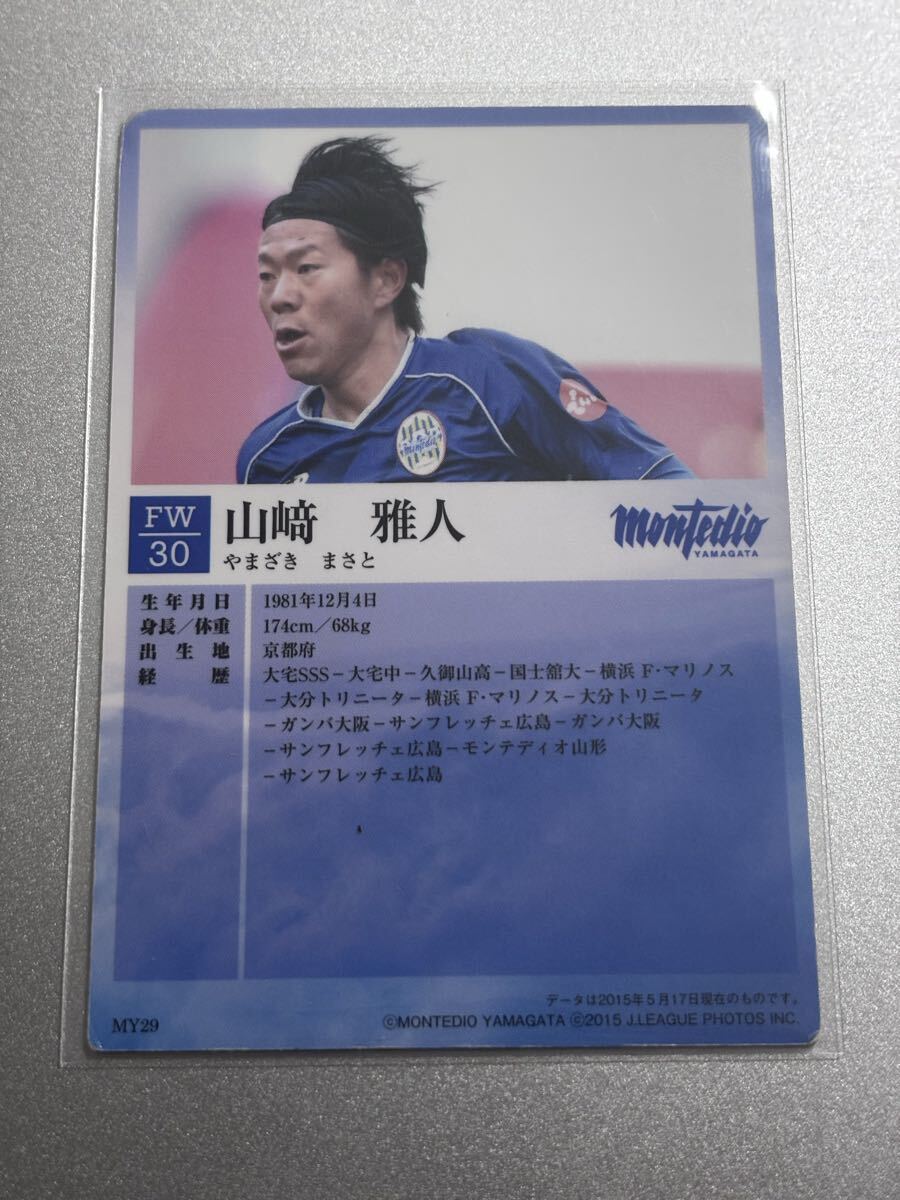 montedio
FW
30
山﨑 雅人
やまざき まさと
montedio
YAMAGATA
生年月日 1981年12月4日
身長／体重 174cm／68kg
出生地 京都府
経歴 大宅SSS－大宅中－久御山高－国士舘大－横浜 F･マリノス
－大分トリニータ－横浜 F･マリノス－大分トリニータ
－ガンバ大阪－サンフレッチェ広島－ガンバ大阪
－サンフレッチェ広島－モンテディオ山形
－サンフレッチェ広島
データは2015年5月17日現在のものです。
MY29
©MONTEDIO YAMAGATA ©2015 J.LEAGUE PHOTOS INC.